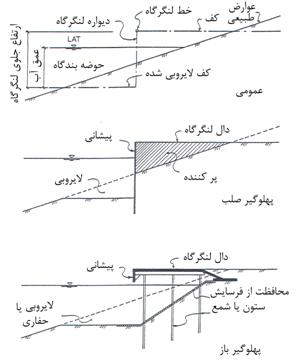 خط لنگرگاه
دیواره لنگرگاه
کف
عوارض
طبیعی
ارتفاع جلوی لنگرگاه
عمق آب
LAT
حوضه بندگاه
کف لایروبی شده
عمومی
دال لنگرگاه
پیشانی
لایروبی
پر کننده
پهلوگیر صلب
دال لنگرگاه
پیشانی
محافظت از فرسایش
لایروبی یا
حفاری
ستون یا شمع
پهلوگیر باز